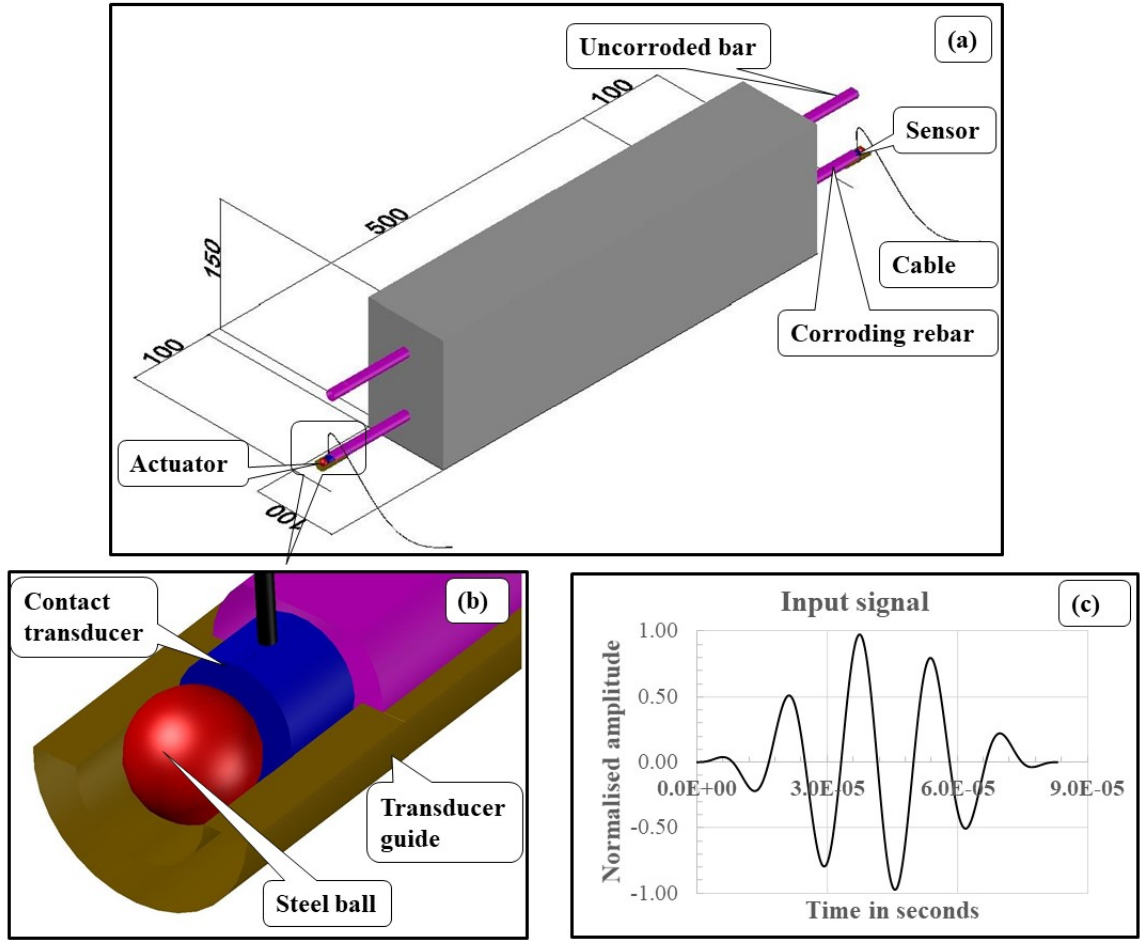 (a)
Uncorroded bar
100
Sensor
500
150
Cable
Corroding rebar
100
Actuator
100
(b)
Contact
transducer
Transducer
guide
Steel ball
(c)
Input signal
Normalised amplitude
1.00
0.50
0.00
-0.50
-1.00
0.0E+00 3.0E-05 6.0E-05 9.0E-05
Time in seconds